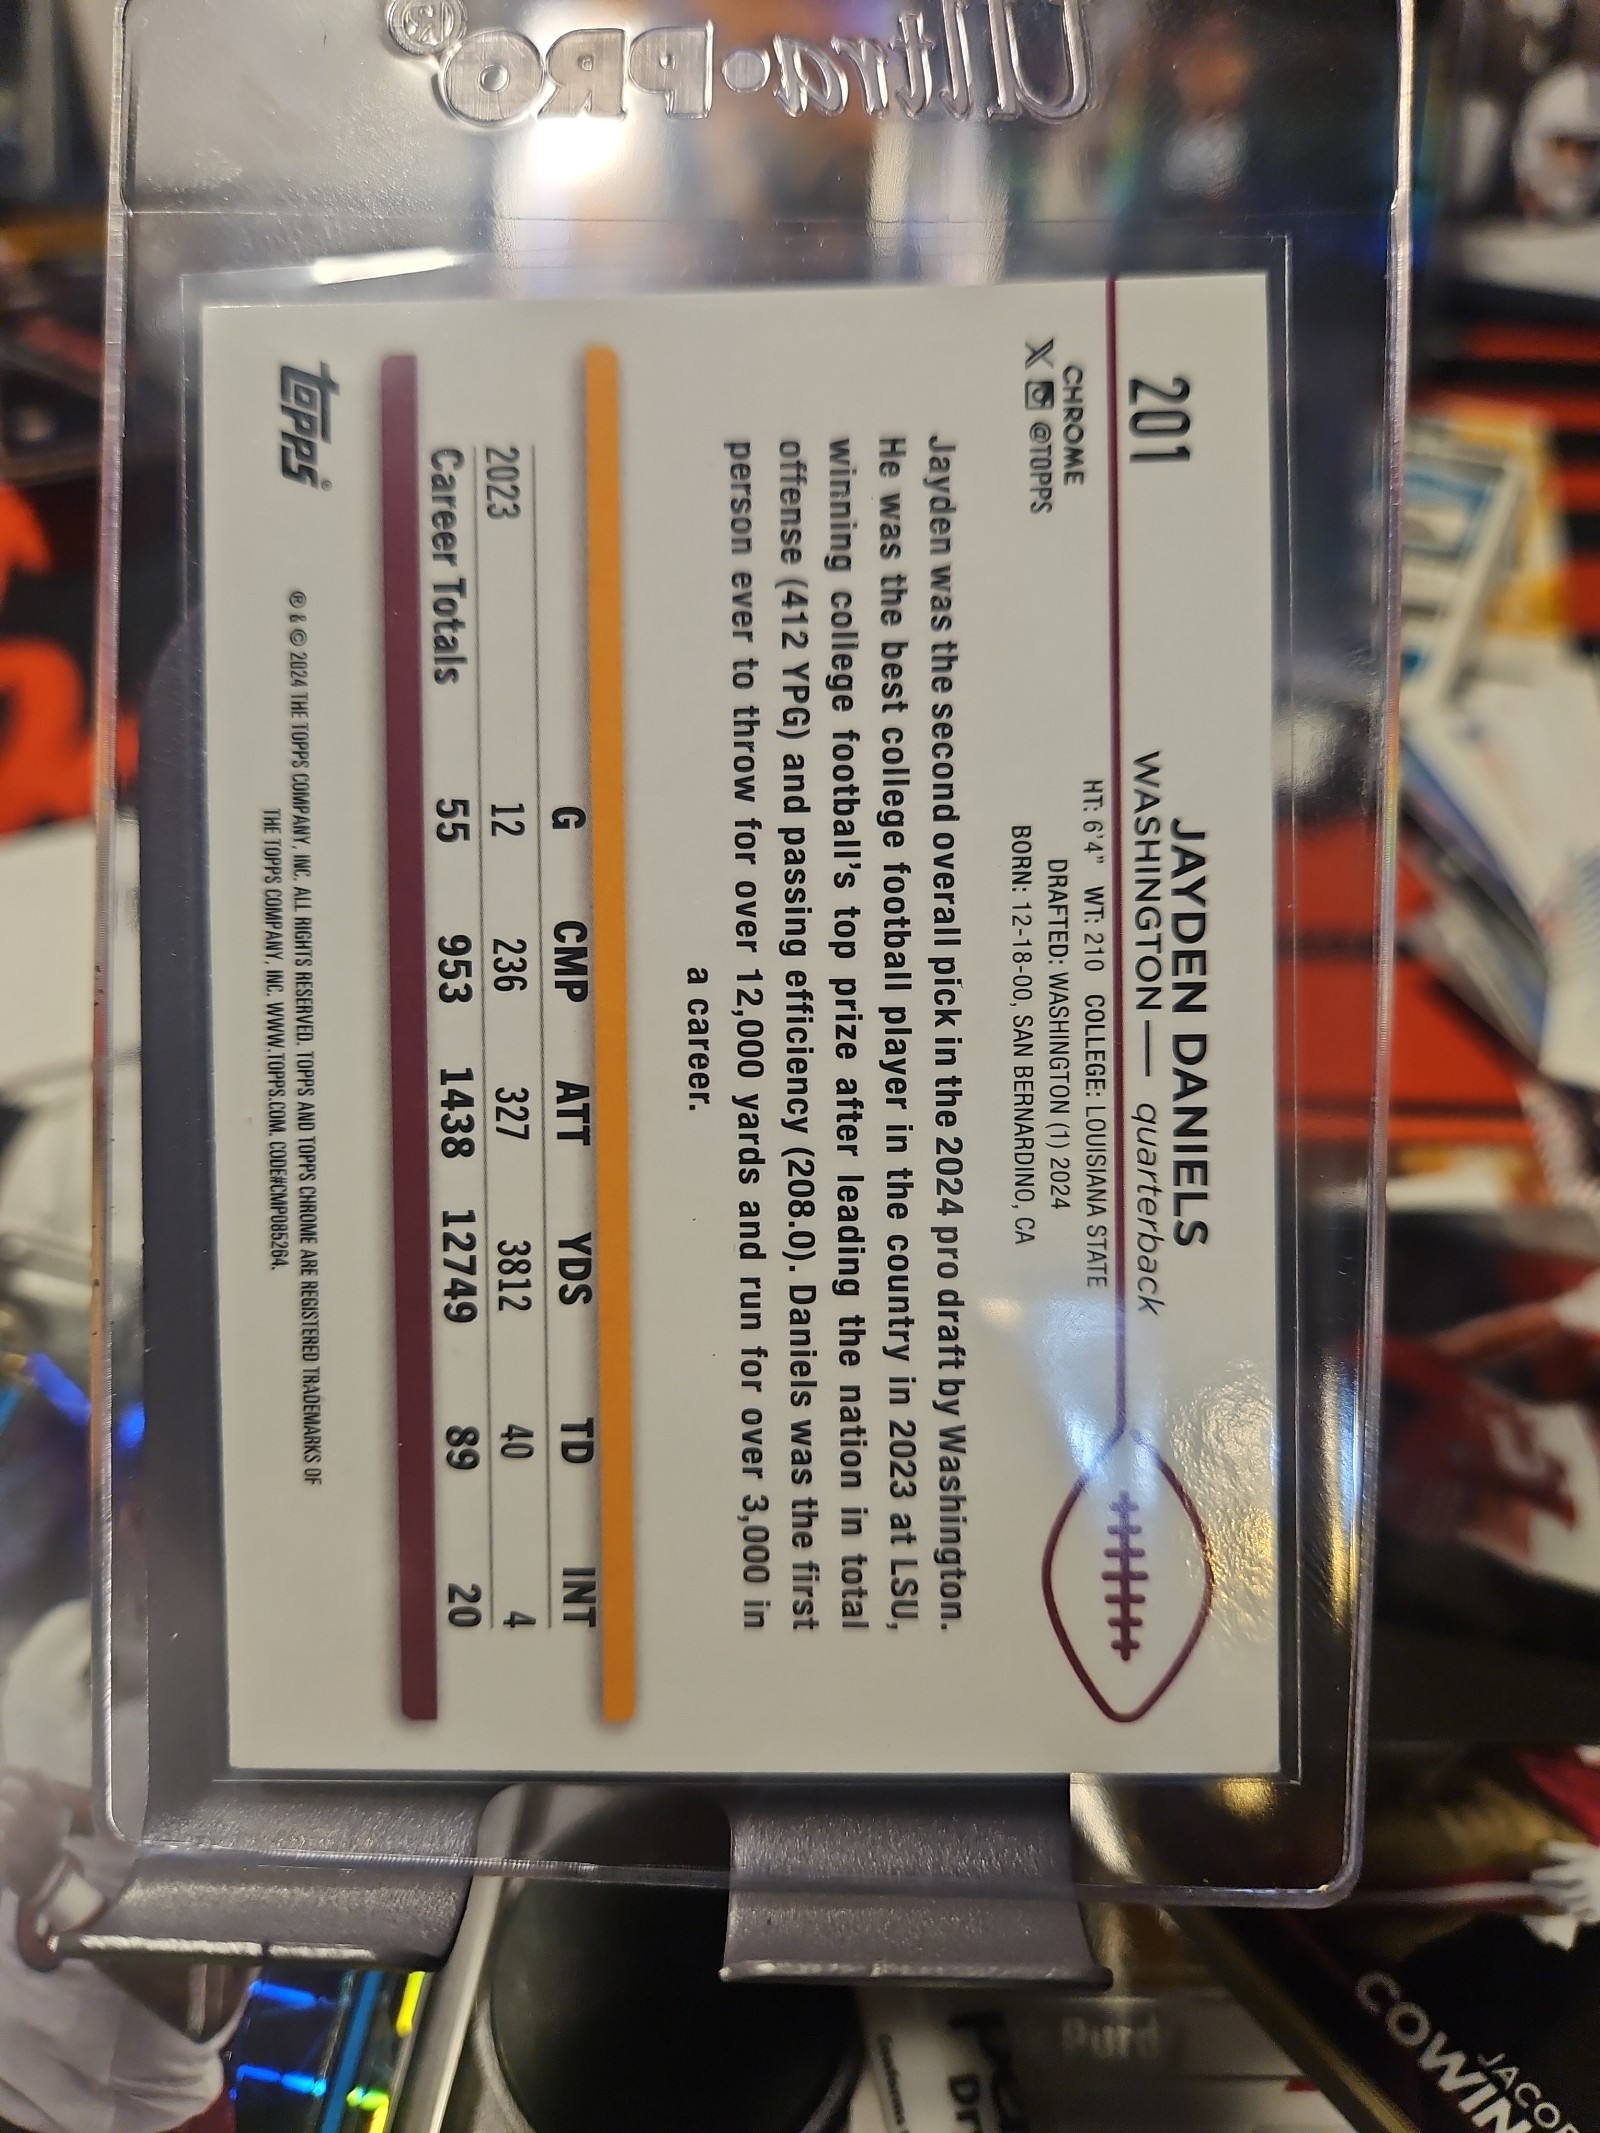 Ultra·PRO®
201
JAYDEN DANIELS
WASHINGTON — quarterback
CHROME
X @TOPPS
HT: 6'4" WT: 210 COLLEGE: LOUISIANA STATE
DRAFTED: WASHINGTON (1) 2024
BORN: 12-18-00, SAN BERNARDINO, CA
Jayden was the second overall pick in the 2024 pro draft by Washington.
He was the best college football player in the country in 2023 at LSU,
winning college football's top prize after leading the nation in total
offense (412 YPG) and passing efficiency (208.0). Daniels was the first
person ever to throw for over 12,000 yards and run for over 3,000 in
a career.
G CMP ATT YDS TD INT
2023 12 236 327 3812 40 4
Career Totals 55 953 1438 12749 89 20
topps®
® & © 2024 THE TOPPS COMPANY, INC. ALL RIGHTS RESERVED. TOPPS AND TOPPS CHROME ARE REGISTERED TRADEMARKS OF
THE TOPPS COMPANY, INC. WWW.TOPPS.COM. CODE#CMP085264.
JACOB
COWIN
Purd
Dr